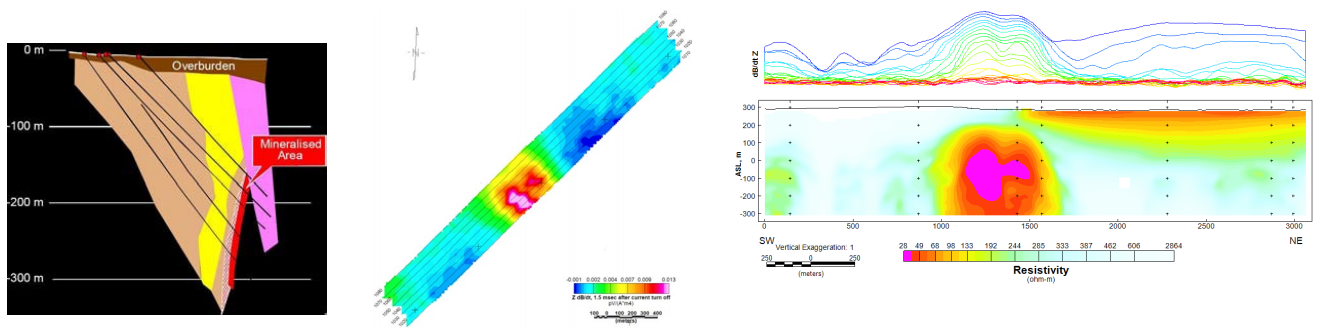 0 m
Overburden
-100 m
Mineralised
Area
-200 m
-300 m
-N-
-0.001 0.002 0.004 0.007 0.009 0.013
Z dB/dt, 1.5 msec after current turn off
pV/(A*m4)
100 0 100 200 300 400
(meters)
dB/dt Z
300
200
100
0
-100
-200
-300
ASL, m
0 500 1000 1500 2000 2500 3000
SW
NE
Vertical Exaggeration: 1
250 0 250
(meters)
28 49 68 98 133 192 244 285 333 387 462 606 2864
Resistivity
(ohm-m)